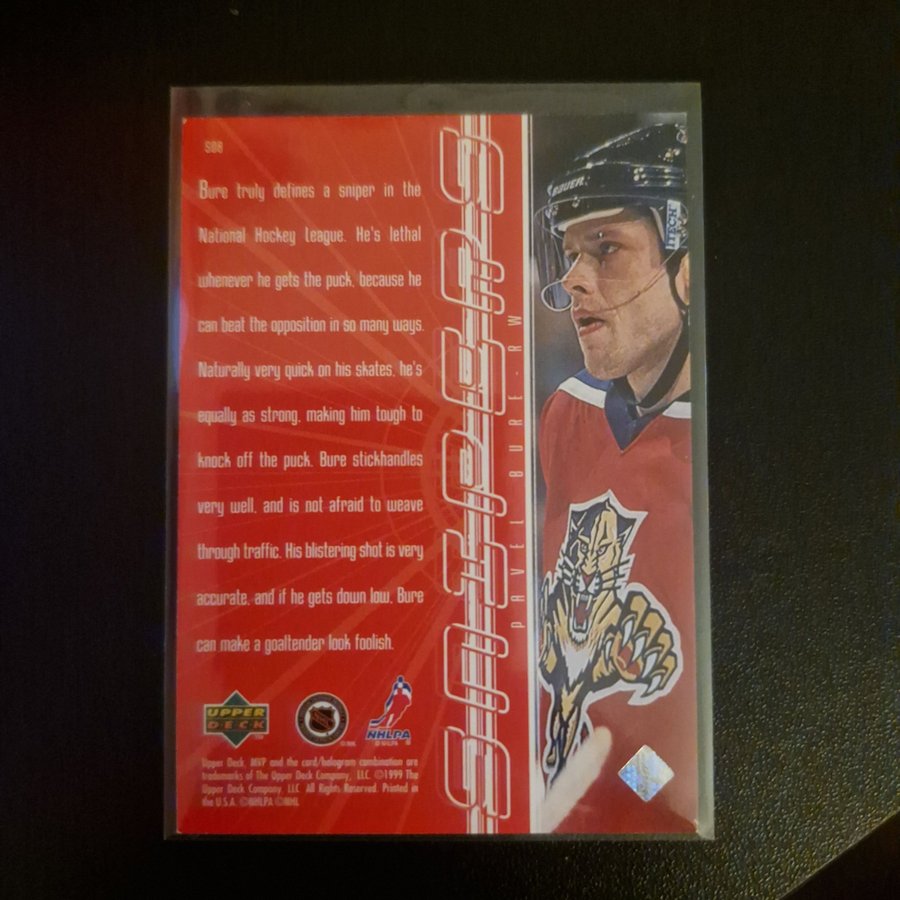 S08
Bure truly defines a sniper in the
National Hockey League. He's lethal
whenever he gets the puck, because he
can beat the opposition in so many ways.
Naturally very quick on his skates, he's
equally as strong, making him tough to
knock off the puck. Bure stickhandles
very well, and is not afraid to weave
through traffic. His blistering shot is very
accurate, and if he gets down low, Bure
can make a goaltender look foolish.
SNIPERS
PAVEL BURE-RW
BAUER
ITECH
UPPER
DECK
NHLPA
Upper Deck, MVP and the card/hologram combination are
trademarks of The Upper Deck Company, LLC. ©1999 The
Upper Deck Company, LLC. All Rights Reserved. Printed in
the U.S.A. ©NHLPA ©NHL